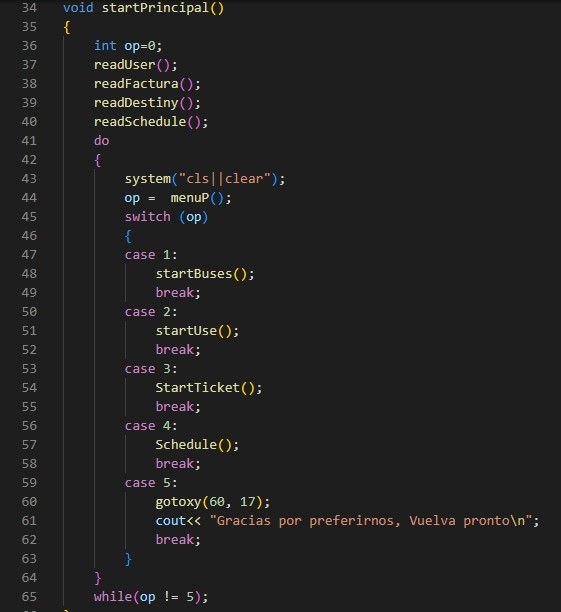 34 void startPrincipal()
35 {
36 int op=0;
37 readUser();
38 readFactura();
39 readDestiny();
40 readSchedule();
41 do
42 {
43 system("cls||clear");
44 op =  menuP();
45 switch (op)
46 {
47 case 1:
48 startBuses();
49 break;
50 case 2:
51 startUse();
52 break;
53 case 3:
54 StartTicket();
55 break;
56 case 4:
57 Schedule();
58 break;
59 case 5:
60 gotoxy(60, 17);
61 cout<< "Gracias por preferirnos, Vuelva pronto\n";
62 break;
63 }
64 }
65 while(op != 5);